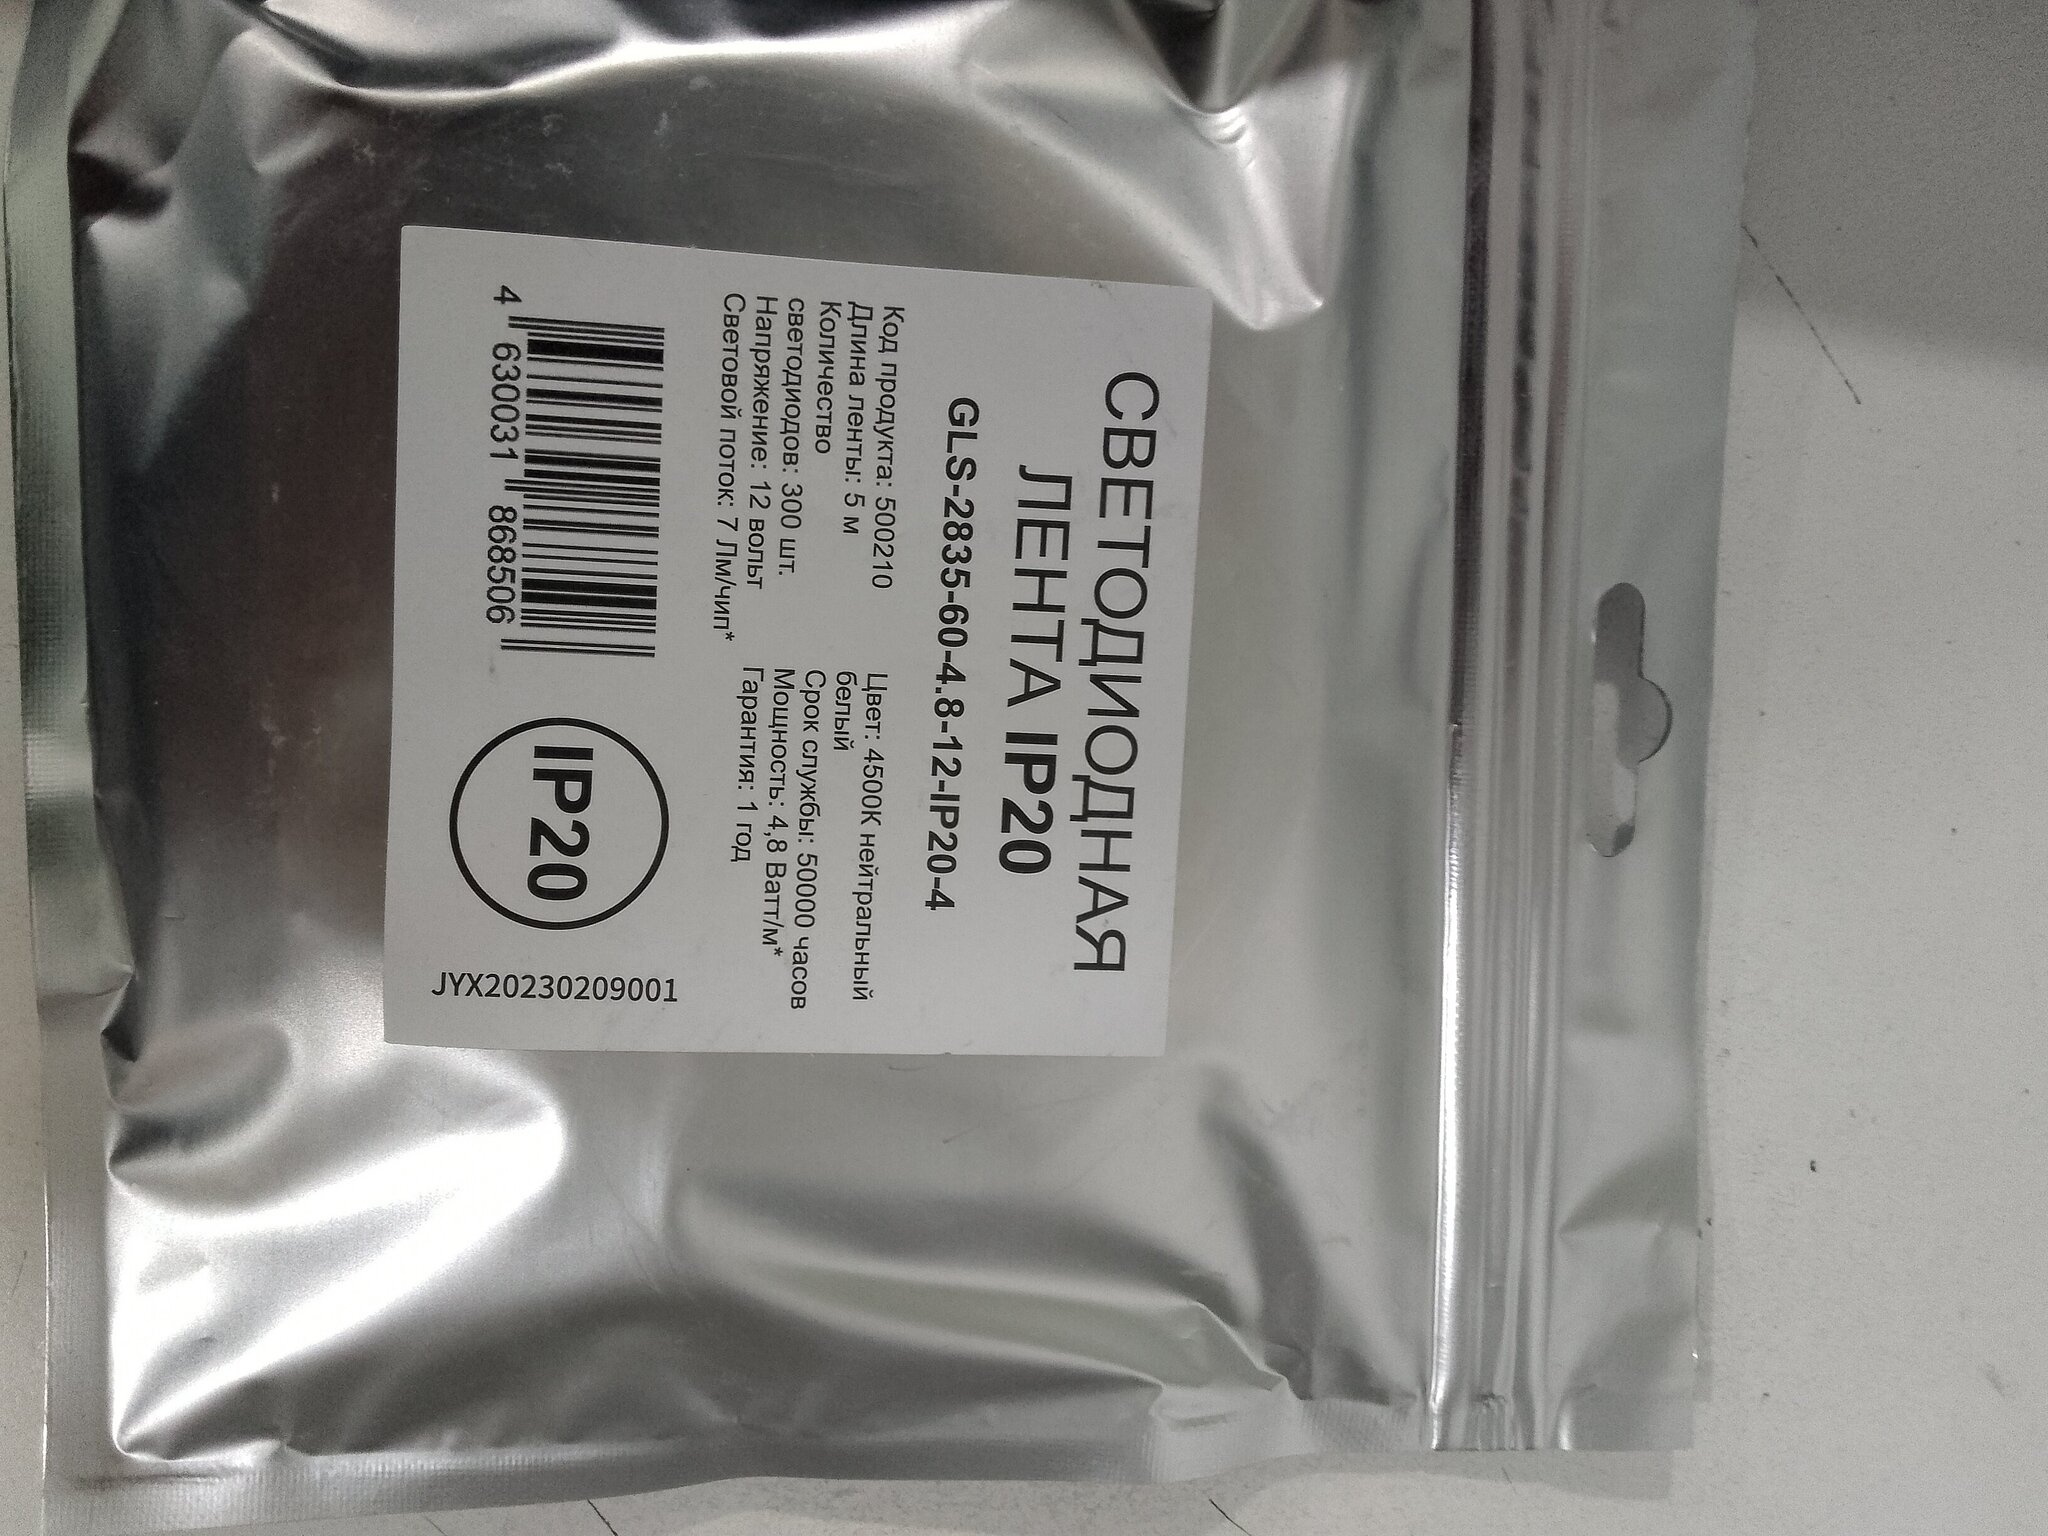 СВЕТОДИОДНАЯ
ЛЕНТА IP20
GLS-2835-60-4.8-12-IP20-4
Код продукта: 500210
Длина ленты: 5 м
Количество
светодиодов: 300 шт.
Напряжение: 12 вольт
Световой поток: 7 Лм/чип*
Цвет: 4500К нейтральный
белый
Срок службы: 50000 часов
Мощность: 4,8 Ватт/м*
Гарантия: 1 год
4 630031 868506
IP20
JYX20230209001